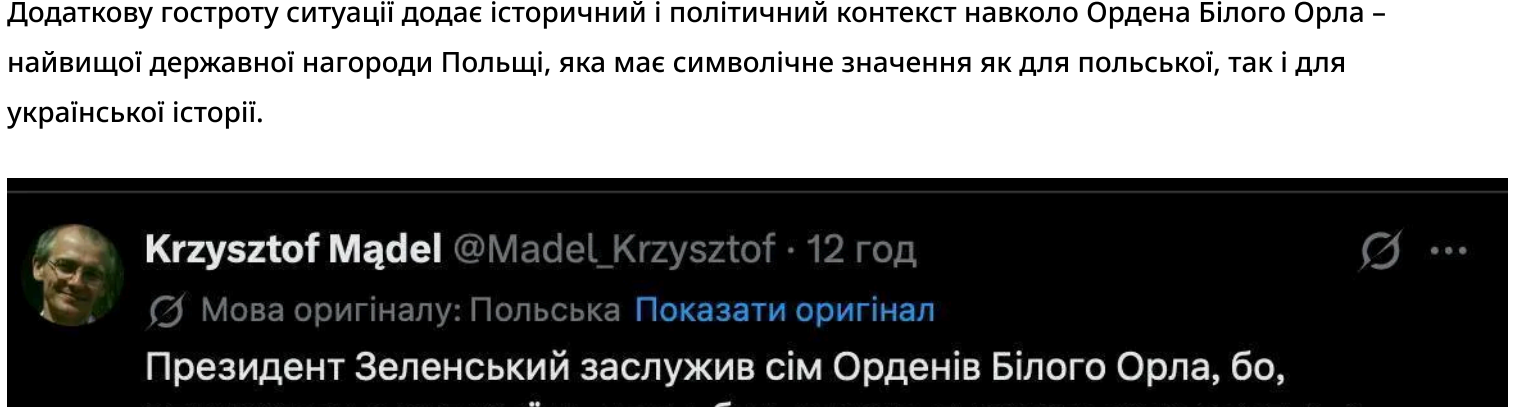 Додаткову гостроту ситуації додає історичний і політичний контекст навколо Ордена Білого Орла –
найвищої державної нагороди Польщі, яка має символічне значення як для польської, так і для
української історії.
Krzysztof Mądel @Madel_Krzysztof · 12 год
Мова оригіналу: Польська Показати оригінал
Президент Зеленський заслужив сім Орденів Білого Орла, бо,